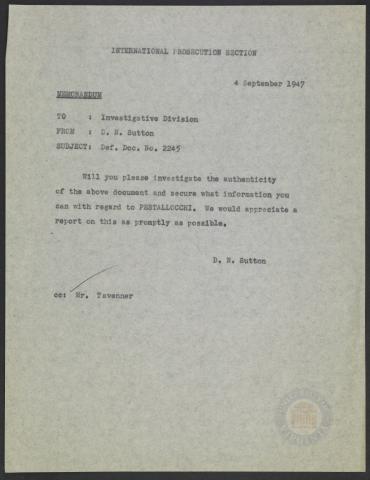 INTERNATIONAL PROSECUTION SECTION
4 September 1947
MEMORANDUM
TO : Investigative Division
FROM : D. N. Sutton
SUBJECT: Def. Doc. No. 2245
Will you please investigate the authenticity
of the above document and secure what information you
can with regard to PESTALLOCCHI. We would appreciate a
report on this as promptly as possible.
D. N. Sutton
cc: Mr. Tavenner